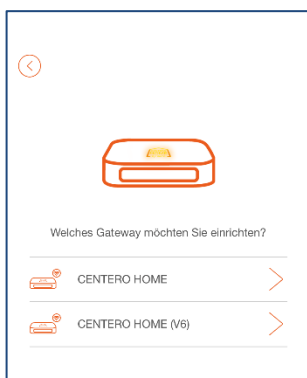 Welches Gateway möchten Sie einrichten?
CENTERO HOME
CENTERO HOME (V6)